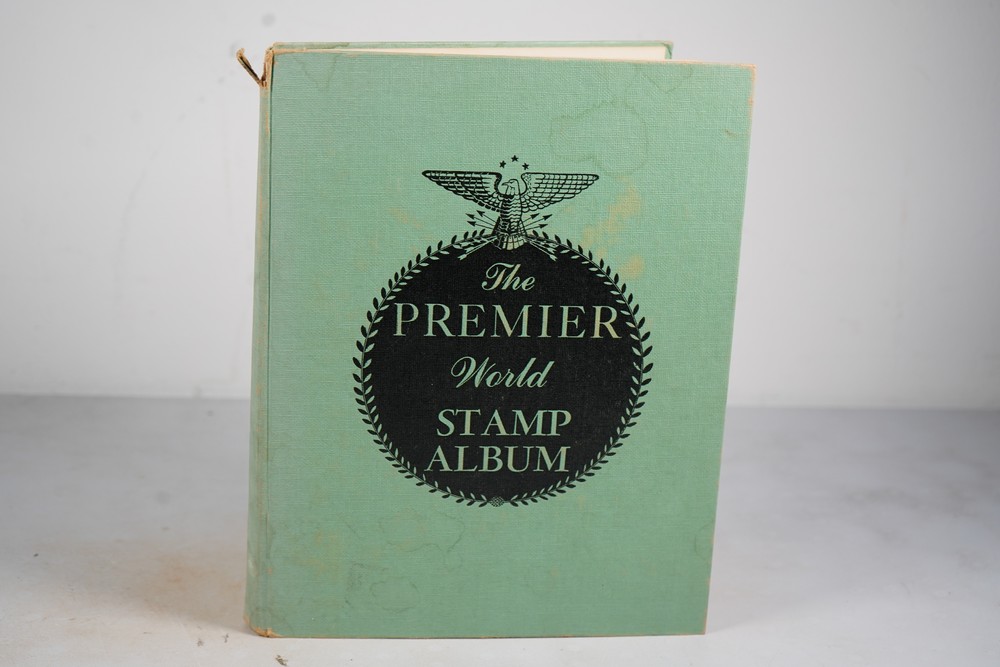 The
PREMIER
World
STAMP
ALBUM